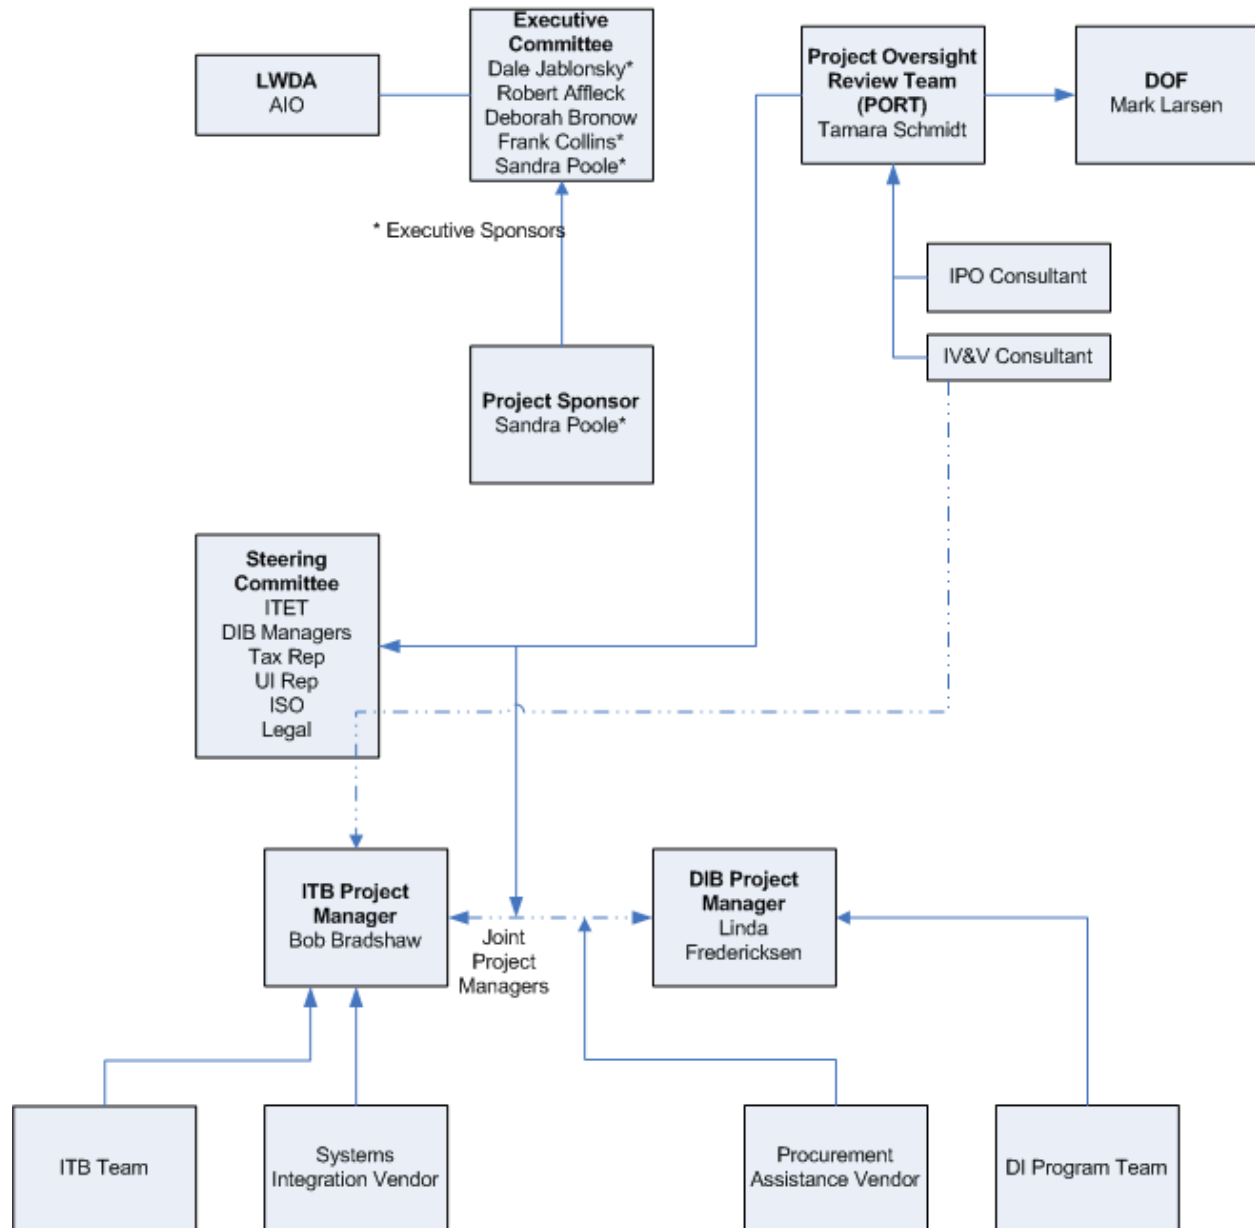 Executive
Committee
Dale Jablonsky*
Robert Affleck
Deborah Bronow
Frank Collins*
Sandra Poole*
LWDA
AIO
Project Oversight
Review Team
(PORT)
Tamara Schmidt
DOF
Mark Larsen
* Executive Sponsors
IPO Consultant
IV&V Consultant
Project Sponsor
Sandra Poole*
Steering
Committee
ITET
DIB Managers
Tax Rep
UI Rep
ISO
Legal
ITB Project
Manager
Bob Bradshaw
Joint
Project
Managers
DIB Project
Manager
Linda
Fredericksen
ITB Team
Systems
Integration Vendor
Procurement
Assistance Vendor
DI Program Team